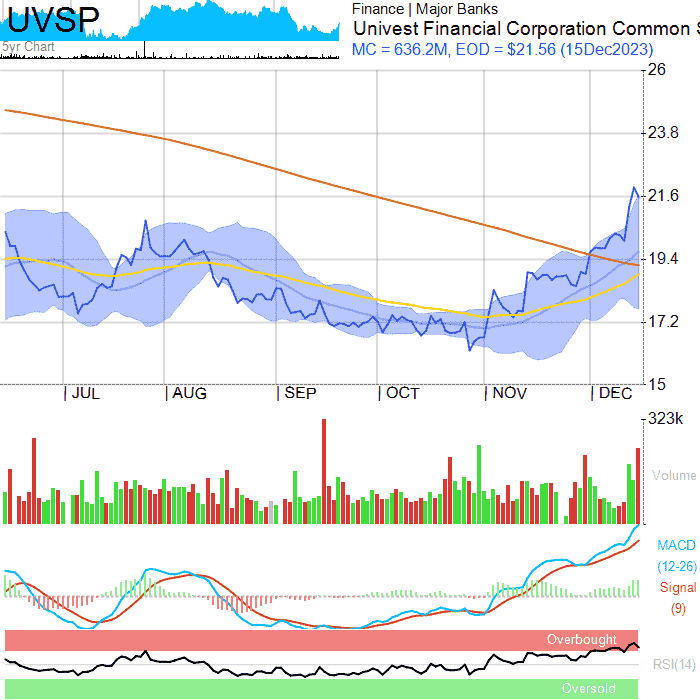 UVSP
5yr Chart
Finance | Major Banks
Univest Financial Corporation Common S
MC = 636.2M, EOD = $21.56 (15Dec2023)
26
23.8
21.6
19.4
17.2
15
JUL AUG SEP OCT NOV DEC
323k
Volume
MACD
(12-26)
Signal
(9)
Overbought
RSI(14)
Oversold